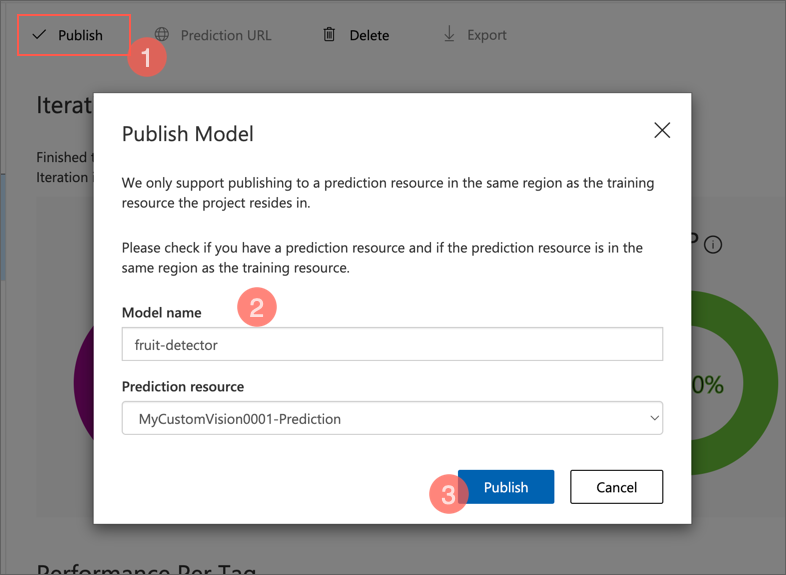 Publish
Prediction URL
Delete
Export
1
Iterat
Finished t
Iteration i
Publish Model
We only support publishing to a prediction resource in the same region as the training
resource the project resides in.
Please check if you have a prediction resource and if the prediction resource is in the
same region as the training resource.
P
Model name
2
fruit-detector
Prediction resource
MyCustomVision0001-Prediction
0%
3
Publish
Cancel
Performance Per Tag